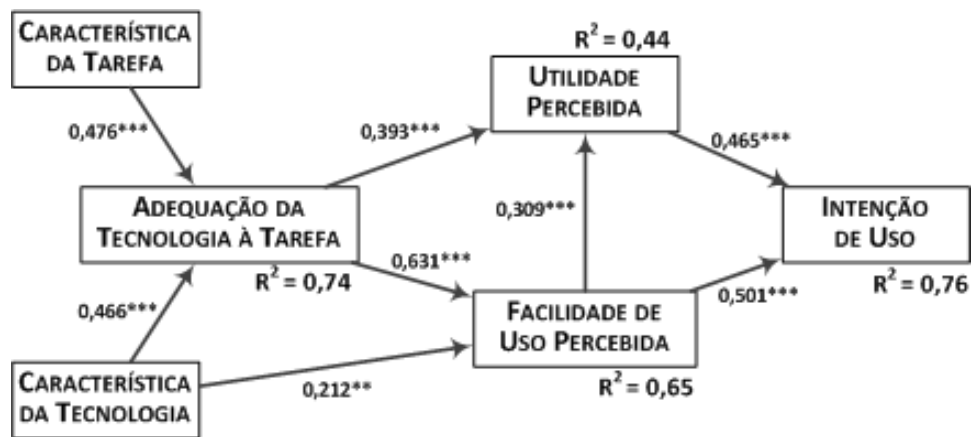 CARACTERÍSTICA
DA TAREFA
R² = 0,44
UTILIDADE
PERCEBIDA
0,476***
0,393***
0,465***
ADEQUAÇÃO DA
TECNOLOGIA À TAREFA
R² = 0,74
0,309***
INTENÇÃO
DE USO
R² = 0,76
0,631***
0,466***
FACILIDADE DE
USO PERCEBIDA
R² = 0,65
0,501***
CARACTERÍSTICA
DA TECNOLOGIA
0,212**